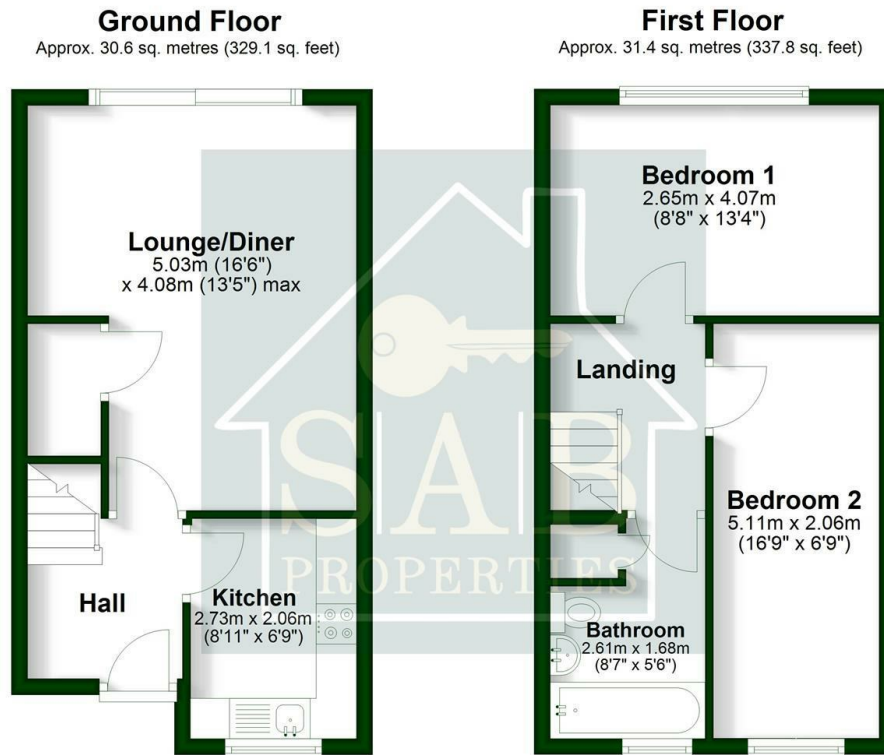 Ground Floor
Approx. 30.6 sq. metres (329.1 sq. feet)
Lounge/Diner
5.03m (16'6")
x 4.08m (13'5") max
Hall
Kitchen
2.73m x 2.06m
(8'11" x 6'9")
First Floor
Approx. 31.4 sq. metres (337.8 sq. feet)
Bedroom 1
2.65m x 4.07m
(8'8" x 13'4")
Landing
Bedroom 2
5.11m x 2.06m
(16'9" x 6'9")
Bathroom
2.61m x 1.68m
(8'7" x 5'6")
SAB
PROPERTIES